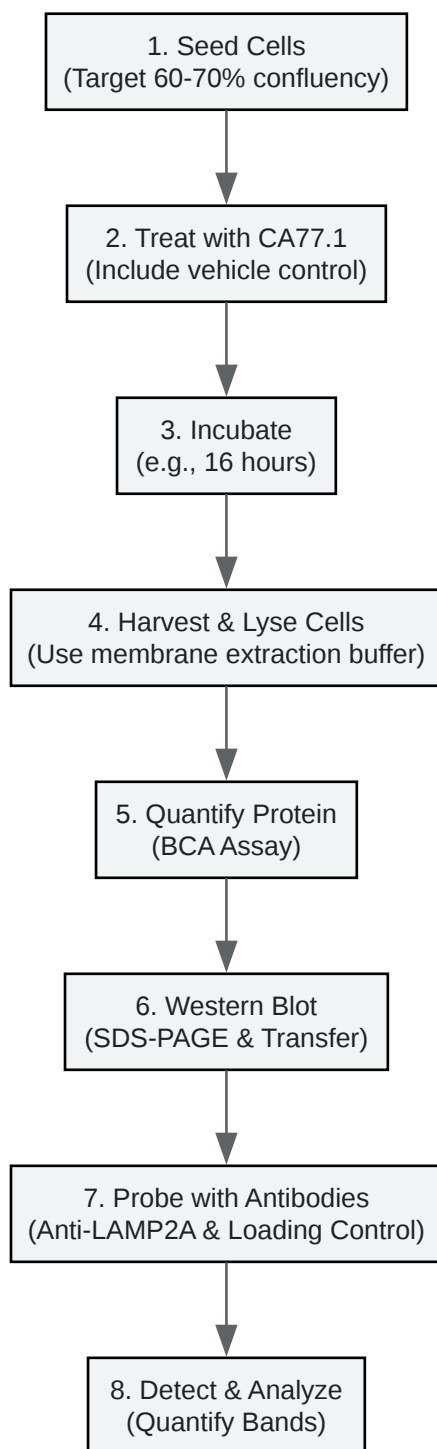 1. Seed Cells
(Target 60-70% confluency)
2. Treat with CA77.1
(Include vehicle control)
3. Incubate
(e.g., 16 hours)
4. Harvest & Lyse Cells
(Use membrane extraction buffer)
5. Quantify Protein
(BCA Assay)
6. Western Blot
(SDS-PAGE & Transfer)
7. Probe with Antibodies
(Anti-LAMP2A & Loading Control)
8. Detect & Analyze
(Quantify Bands)